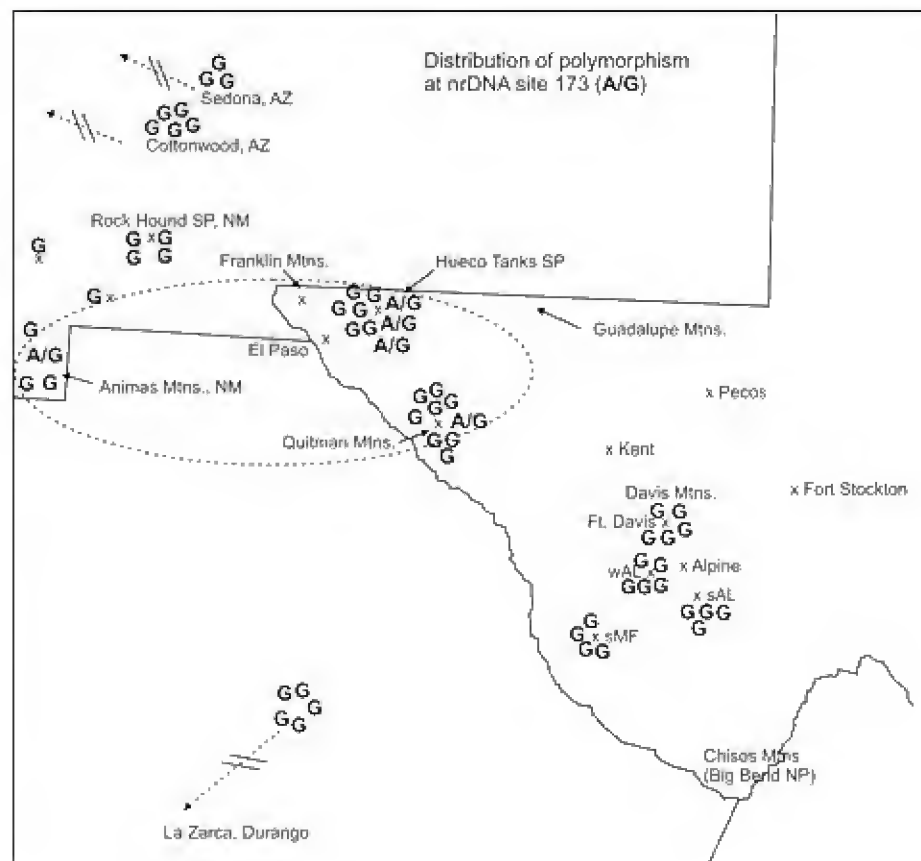 Distribution of polymorphism
at nrDNA site 173 (A/G)
G
G G
Sedona, AZ
G G
G G G
Cottonwood, AZ
Rock Hound SP, NM
G x G
G G
G
x
G x
Franklin Mtns.
x
Hueco Tanks SP
G G
G G x A/G
G G A/G
A/G
Guadalupe Mtns.
El Paso
x
G
A/G
G G
Animas Mtns., NM
x Pecos
G G
G G
G x A/G
G G
G
Quitman Mtns.
x Kent
x Fort Stockton
Davis Mtns.
G G
Ft. Davis x G
G G G
G G
wAL x
G G G
x Alpine
x sAL
G G G
G
G
G x sMF
G G
G G
G
G G
Chisos Mtns
(Big Bend NP)
La Zarca, Durango